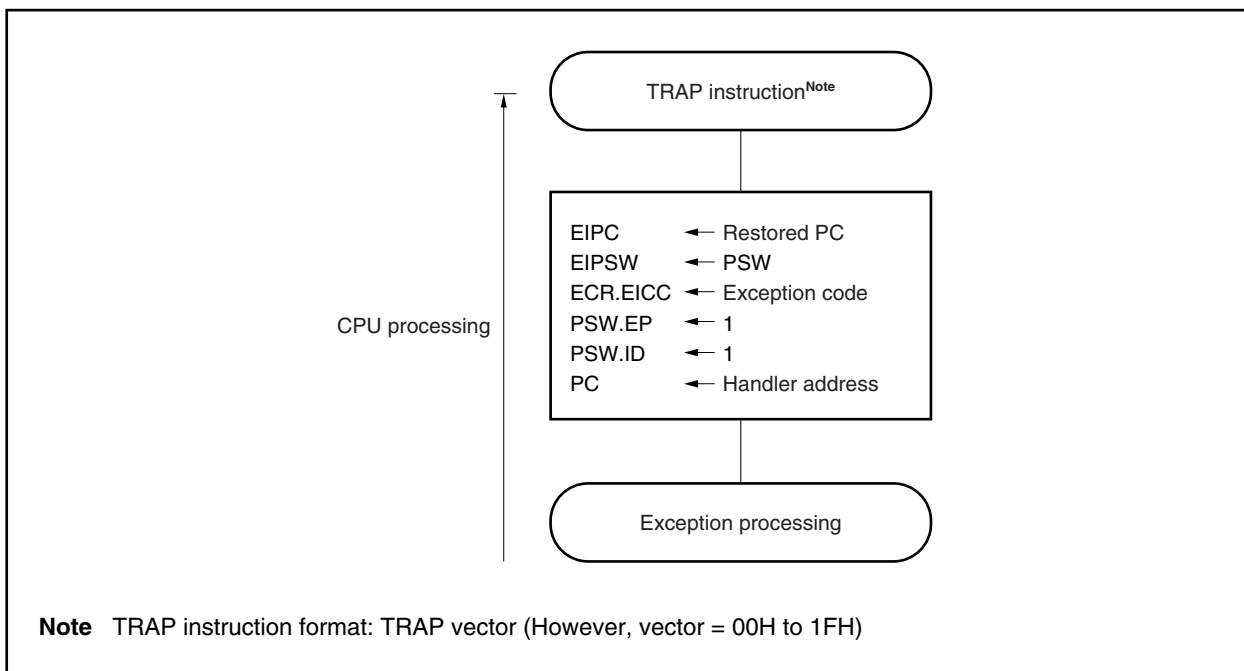 TRAP instructionNote
EIPC ← Restored PC
EIPSW ← PSW
ECR.EICC ← Exception code
PSW.EP ← 1
PSW.ID ← 1
PC ← Handler address
CPU processing
Exception processing
Note TRAP instruction format: TRAP vector (However, vector = 00H to 1FH)